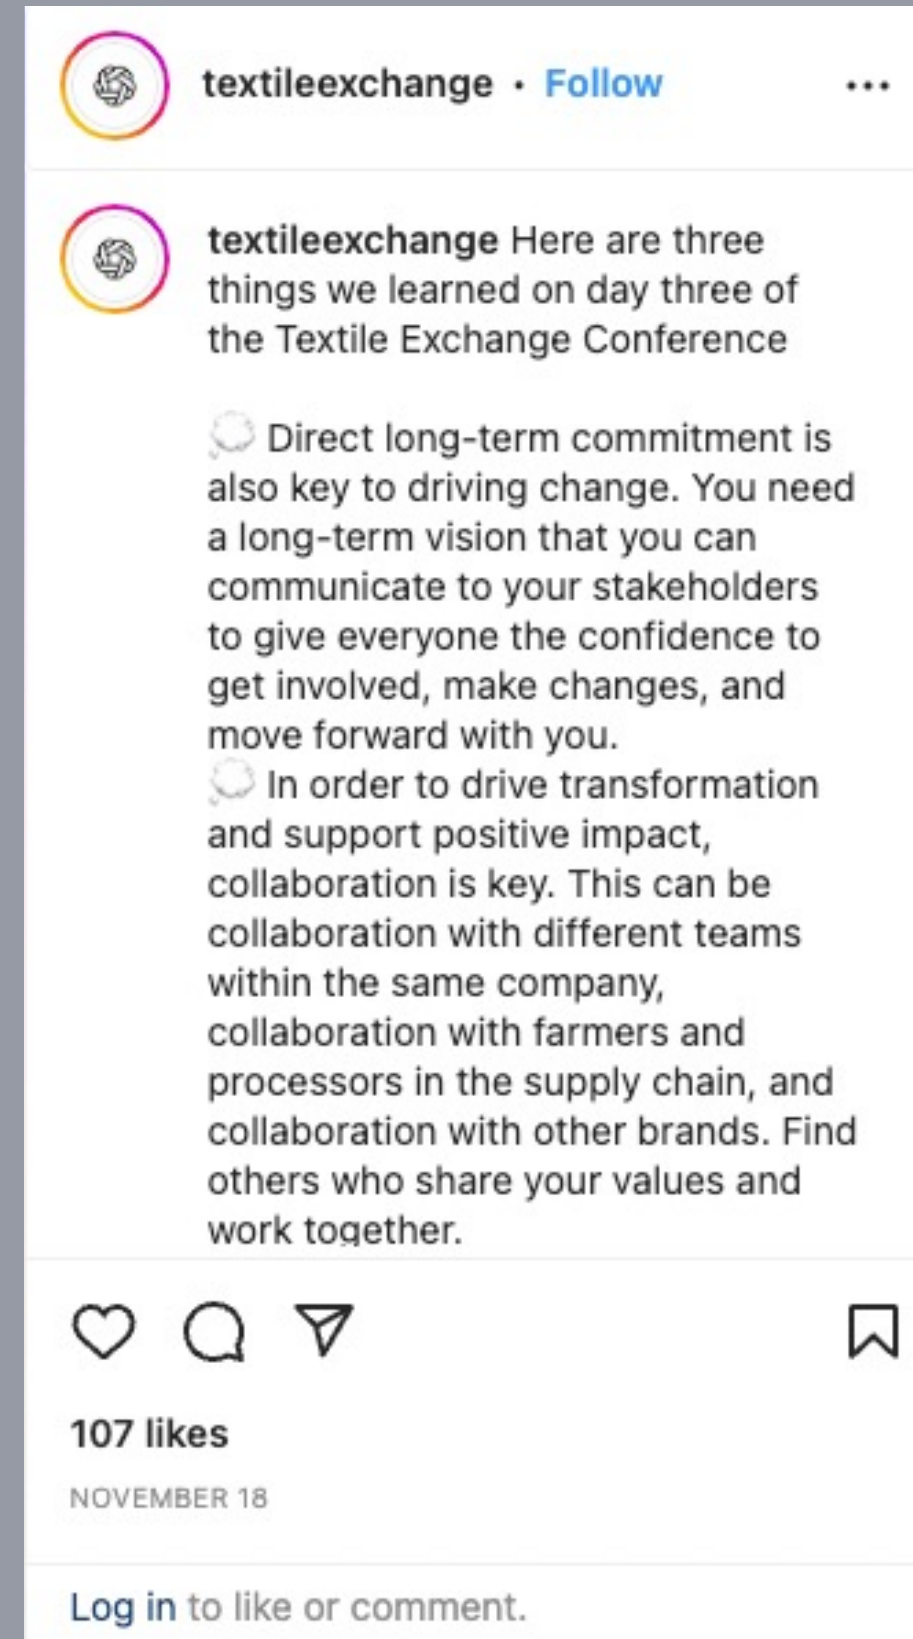 textileexchange • Follow
textileexchange Here are three
things we learned on day three of
the Textile Exchange Conference
💭 Direct long-term commitment is
also key to driving change. You need
a long-term vision that you can
communicate to your stakeholders
to give everyone the confidence to
get involved, make changes, and
move forward with you.
💭 In order to drive transformation
and support positive impact,
collaboration is key. This can be
collaboration with different teams
within the same company,
collaboration with farmers and
processors in the supply chain, and
collaboration with other brands. Find
others who share your values and
work together.
107 likes
NOVEMBER 18
Log in to like or comment.